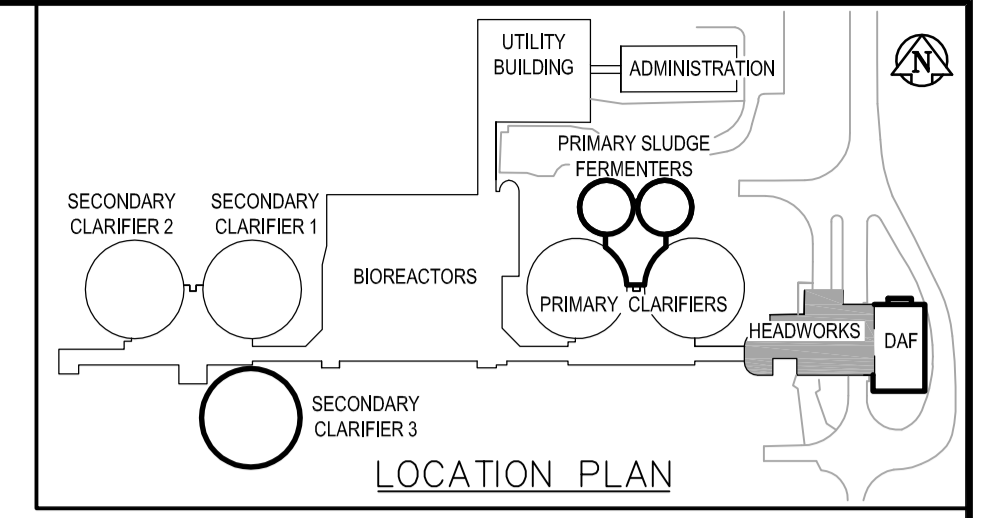 UTILITY
BUILDING
ADMINISTRATION
N
PRIMARY SLUDGE
FERMENTERS
SECONDARY
CLARIFIER 2
SECONDARY
CLARIFIER 1
BIOREACTORS
PRIMARY CLARIFIERS
HEADWORKS
DAF
SECONDARY
CLARIFIER 3
LOCATION PLAN